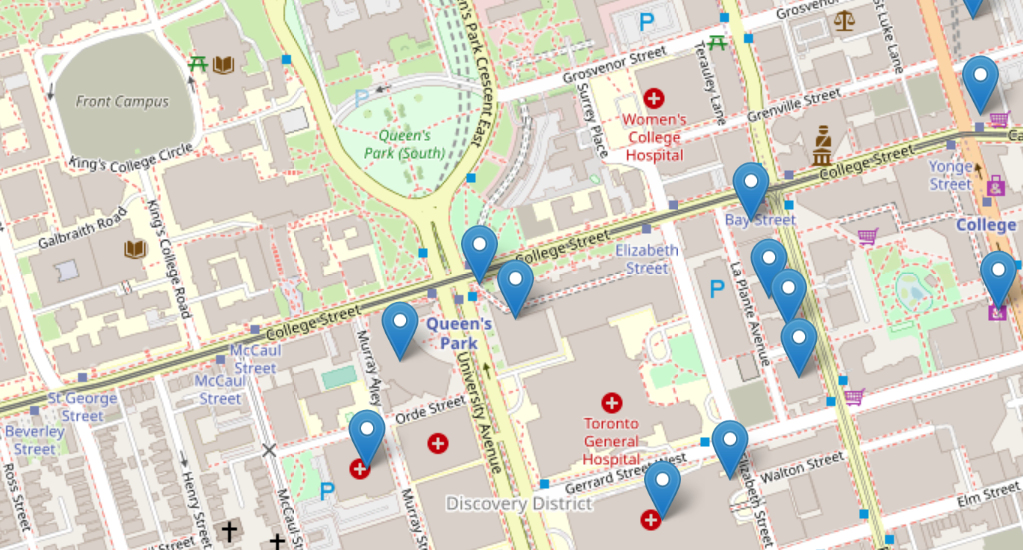 Grosvenor
St Luke Lane
P
en's Park Crescent East
Terauley Lane
Grosvenor Street
Front Campus
P
Surrey Place
Grenville Street
Women's
College
Hospital
Queen's
Park (South)
King's College Circle
College Street
Ca
Yonge
Street
King's College Road
Galbraith Road
Bay Street
College
College Street
Elizabeth
Street
P
La Plante Avenue
College Street
Queen's
Park
Murray Alley
McCaul
Street
McCaul
Street
St George
Street
Beverley
Street
University Avenue
Orde Street
Toronto
General
Hospital
Gerrard Street West
Elizabeth Street
Walton Street
Ross Street
Henry Street
McCaul S
P
Murray S
Discovery District
Elm Street
Street